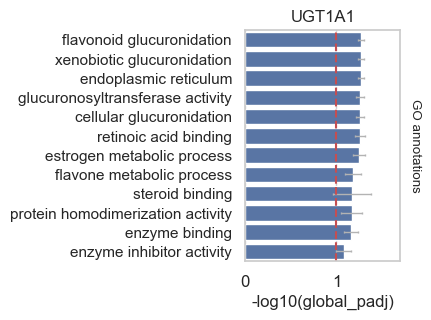 UGT1A1
flavonoid glucuronidation
xenobiotic glucuronidation
endoplasmic reticulum
glucuronosyltransferase activity
cellular glucuronidation
retinoic acid binding
estrogen metabolic process
flavone metabolic process
steroid binding
protein homodimerization activity
enzyme binding
enzyme inhibitor activity
GO annotations
0 1
-log10(global_padj)